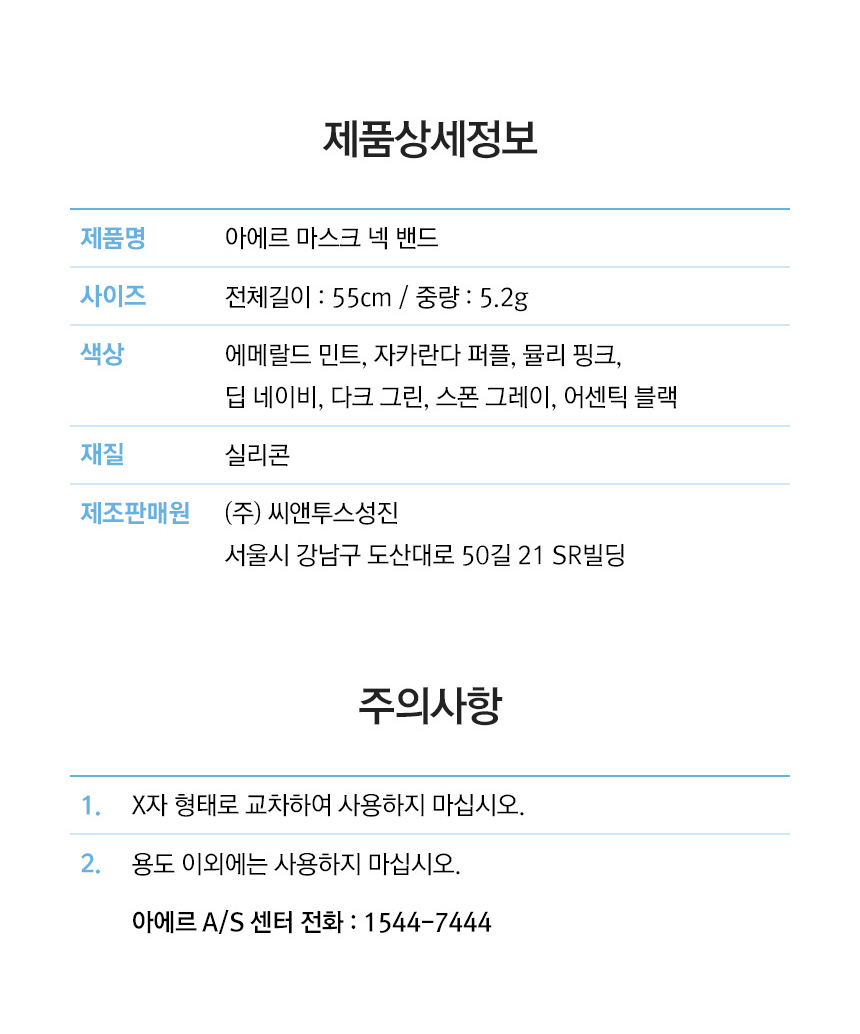 제품상세정보
제품명 아에르 마스크 넥 밴드
사이즈 전체길이 : 55cm / 중량 : 5.2g
색상 에메랄드 민트, 자카란다 퍼플, 뮬리 핑크,
딥 네이비, 다크 그린, 스폰 그레이, 어센틱 블랙
재질 실리콘
제조판매원 (주) 씨앤투스성진
서울시 강남구 도산대로 50길 21 SR빌딩
주의사항
1. X자 형태로 교차하여 사용하지 마십시오.
2. 용도 이외에는 사용하지 마십시오.
아에르 A/S 센터 전화 : 1544-7444